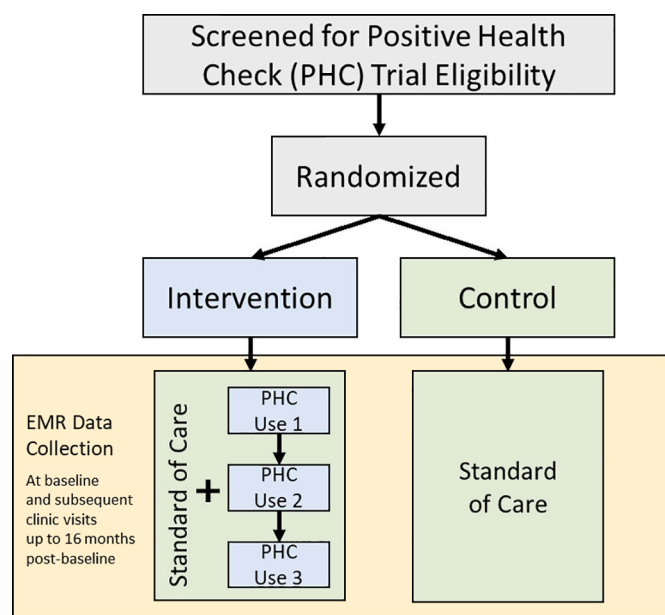 Screened for Positive Health
Check (PHC) Trial Eligibility
Randomized
Intervention
Control
EMR Data
Collection
At baseline
and subsequent
clinic visits
up to 16 months
post-baseline
Standard of Care
+
PHC
Use 1
PHC
Use 2
PHC
Use 3
Standard
of Care